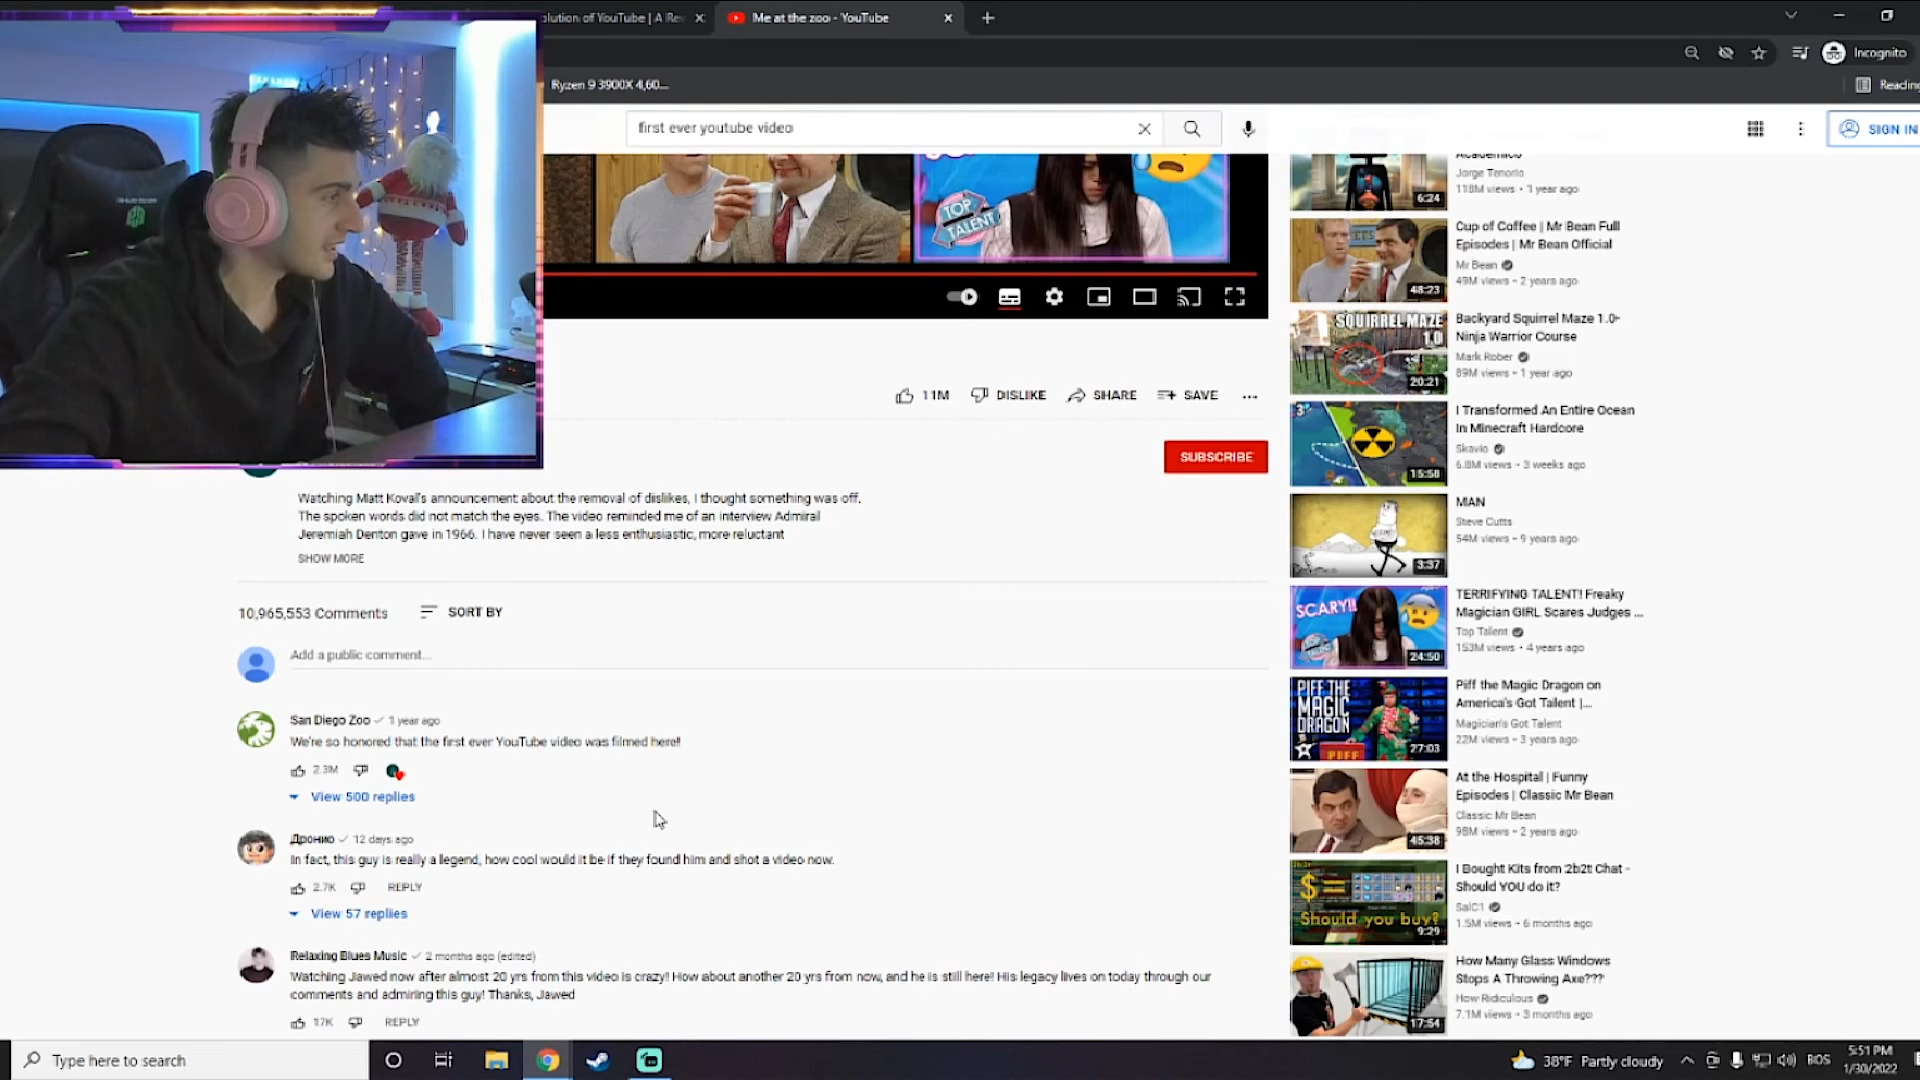 olution of YouTube | A Rev
Me at the zoo - YouTube
Incognito
Ryzen 9 3900X 4,60...
Reading
first ever youtube video
SIGN IN
TOP
TALENT
11M
DISLIKE
SHARE
SAVE
SUBSCRIBE
Watching Matt Koval's announcement about the removal of dislikes, I thought something was off.
The spoken words did not match the eyes. The video reminded me of an interview Admiral
Jeremiah Denton gave in 1966. I have never seen a less enthusiastic, more reluctant
SHOW MORE
10,965,553 Comments
SORT BY
Add a public comment...
San Diego Zoo 1 year ago
We're so honored that the first ever YouTube video was filmed here!!
2.3M
View 500 replies
Дронио 12 days ago
In fact, this guy is really a legend, how cool would it be if they found him and shot a video now.
2.7K
REPLY
View 57 replies
Relaxing Blues Music 2 months ago (edited)
Watching Jawed now after almost 20 yrs from this video is crazy! How about another 20 yrs from now, and he is still here! His legacy lives on today through our
comments and admiring this guy! Thanks, Jawed
17K
REPLY
Académico
Jorge Tenorio
118M views • 1 year ago
6:24
Cup of Coffee | Mr Bean Full
Episodes | Mr Bean Official
Mr Bean
49M views • 2 years ago
48:23
SQUIRREL MAZE
1.0
20:21
Backyard Squirrel Maze 1.0-
Ninja Warrior Course
Mark Rober
89M views • 1 year ago
15:58
I Transformed An Entire Ocean
In Minecraft Hardcore
Skavio
6.8M views • 3 weeks ago
3:37
MAN
Steve Cutts
54M views • 9 years ago
SCARY!!!
24:50
TERRIFYING TALENT! Freaky
Magician GIRL Scares Judges ...
Top Talent
153M views • 4 years ago
PIFF THE
MAGIC
DRAGON
PIFF
27:03
Piff the Magic Dragon on
America's Got Talent |...
Magician's Got Talent
22M views • 3 years ago
45:38
At the Hospital | Funny
Episodes | Classic Mr Bean
Classic Mr Bean
98M views • 2 years ago
$ =
Should you buy?
9:29
I Bought Kits from 2b2t Chat -
Should YOU do it?
SalC1
1.5M views • 6 months ago
17:54
How Many Glass Windows
Stops A Throwing Axe???
How Ridiculous
7.1M views • 3 months ago
Type here to search
38°F Partly cloudy
BOS
5:51 PM
1/30/2022